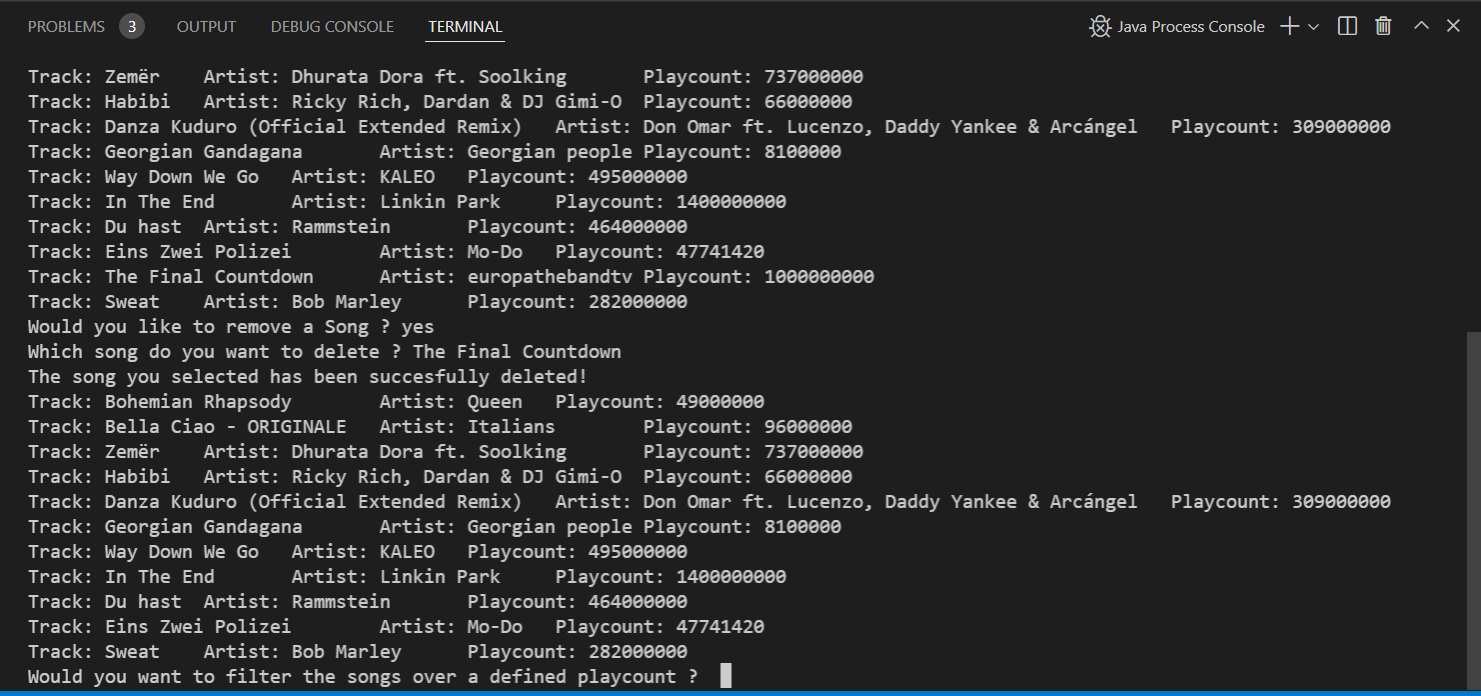 PROBLEMS 3 OUTPUT DEBUG CONSOLE TERMINAL Java Process Console
Track: Zemër Artist: Dhurata Dora ft. Soolking Playcount: 737000000
Track: Habibi Artist: Ricky Rich, Dardan & DJ Gimi-O Playcount: 66000000
Track: Danza Kuduro (Official Extended Remix) Artist: Don Omar ft. Lucenzo, Daddy Yankee & Arcángel Playcount: 309000000
Track: Georgian Gandagana Artist: Georgian people Playcount: 8100000
Track: Way Down We Go Artist: KALEO Playcount: 495000000
Track: In The End Artist: Linkin Park Playcount: 1400000000
Track: Du hast Artist: Rammstein Playcount: 464000000
Track: Eins Zwei Polizei Artist: Mo-Do Playcount: 47741420
Track: The Final Countdown Artist: europathebandtv Playcount: 1000000000
Track: Sweat Artist: Bob Marley Playcount: 282000000
Would you like to remove a Song ? yes
Which song do you want to delete ? The Final Countdown
The song you selected has been succesfully deleted!
Track: Bohemian Rhapsody Artist: Queen Playcount: 49000000
Track: Bella Ciao - ORIGINALE Artist: Italians Playcount: 96000000
Track: Zemër Artist: Dhurata Dora ft. Soolking Playcount: 737000000
Track: Habibi Artist: Ricky Rich, Dardan & DJ Gimi-O Playcount: 66000000
Track: Danza Kuduro (Official Extended Remix) Artist: Don Omar ft. Lucenzo, Daddy Yankee & Arcángel Playcount: 309000000
Track: Georgian Gandagana Artist: Georgian people Playcount: 8100000
Track: Way Down We Go Artist: KALEO Playcount: 495000000
Track: In The End Artist: Linkin Park Playcount: 1400000000
Track: Du hast Artist: Rammstein Playcount: 464000000
Track: Eins Zwei Polizei Artist: Mo-Do Playcount: 47741420
Track: Sweat Artist: Bob Marley Playcount: 282000000
Would you want to filter the songs over a defined playcount ?